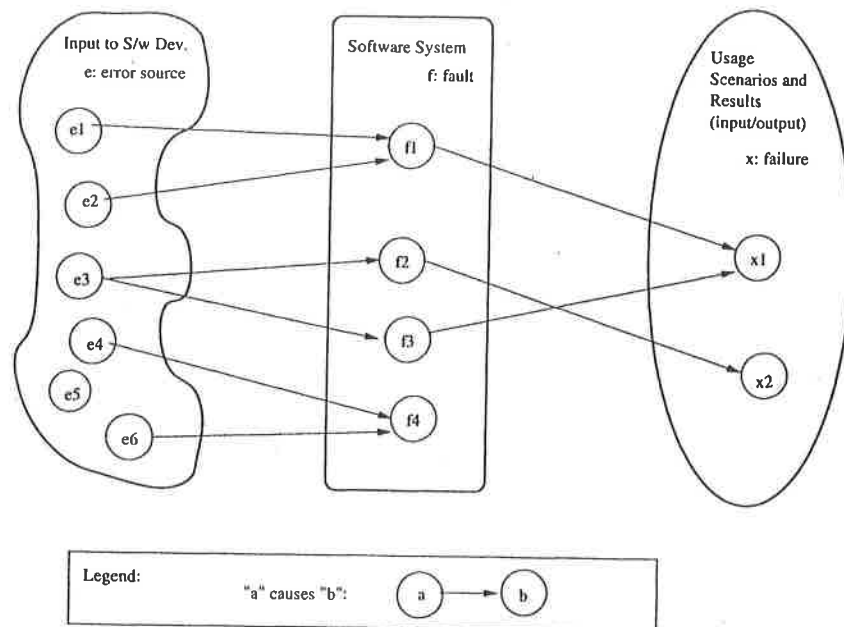 Input to S/w Dev.
e: error source
e1
e2
e3
e4
e5
e6
Software System
f: fault
f1
f2
f3
f4
Usage
Scenarios and
Results
(input/output)
x: failure
x1
x2
Legend:
"a" causes "b":
a
b